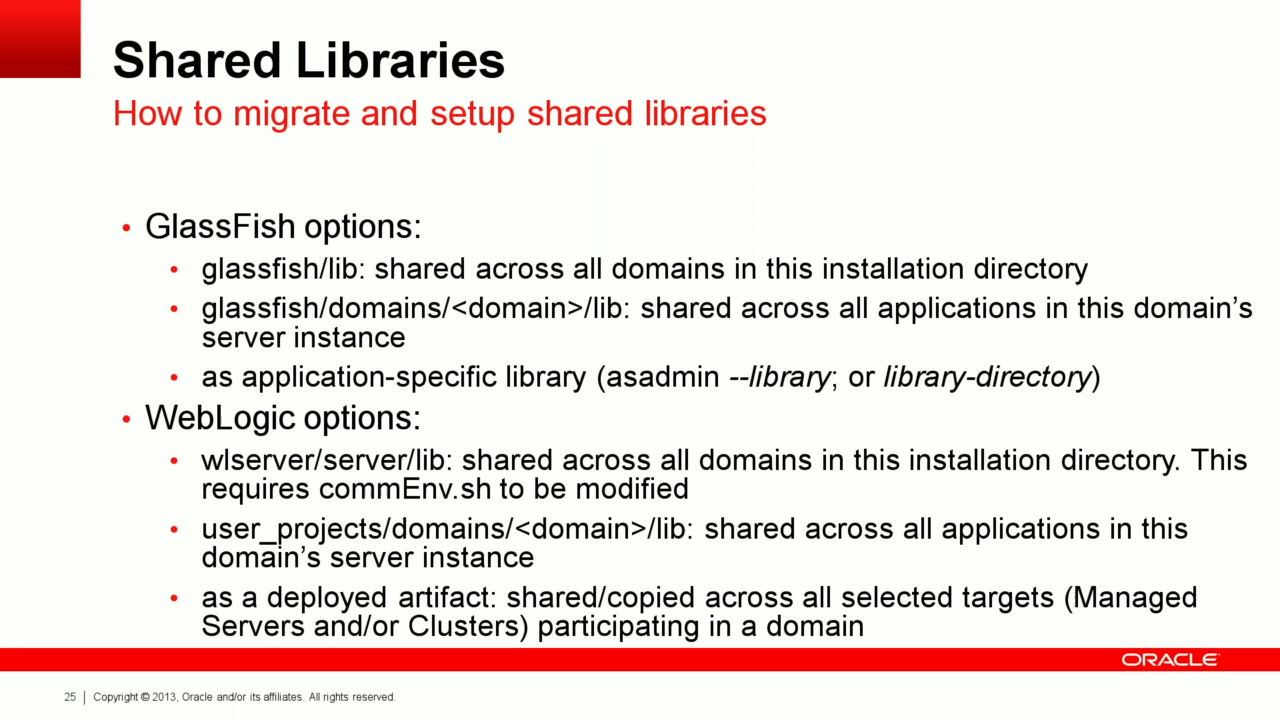 Shared Libraries
How to migrate and setup shared libraries
• GlassFish options:
• glassfish/lib: shared across all domains in this installation directory
• glassfish/domains/<domain>/lib: shared across all applications in this domain’s
server instance
• as application-specific library (asadmin --library; or library-directory)
• WebLogic options:
• wlserver/server/lib: shared across all domains in this installation directory. This
requires commEnv.sh to be modified
• user_projects/domains/<domain>/lib: shared across all applications in this
domain’s server instance
• as a deployed artifact: shared/copied across all selected targets (Managed
Servers and/or Clusters) participating in a domain
ORACLE
25 | Copyright © 2013, Oracle and/or its affiliates. All rights reserved.